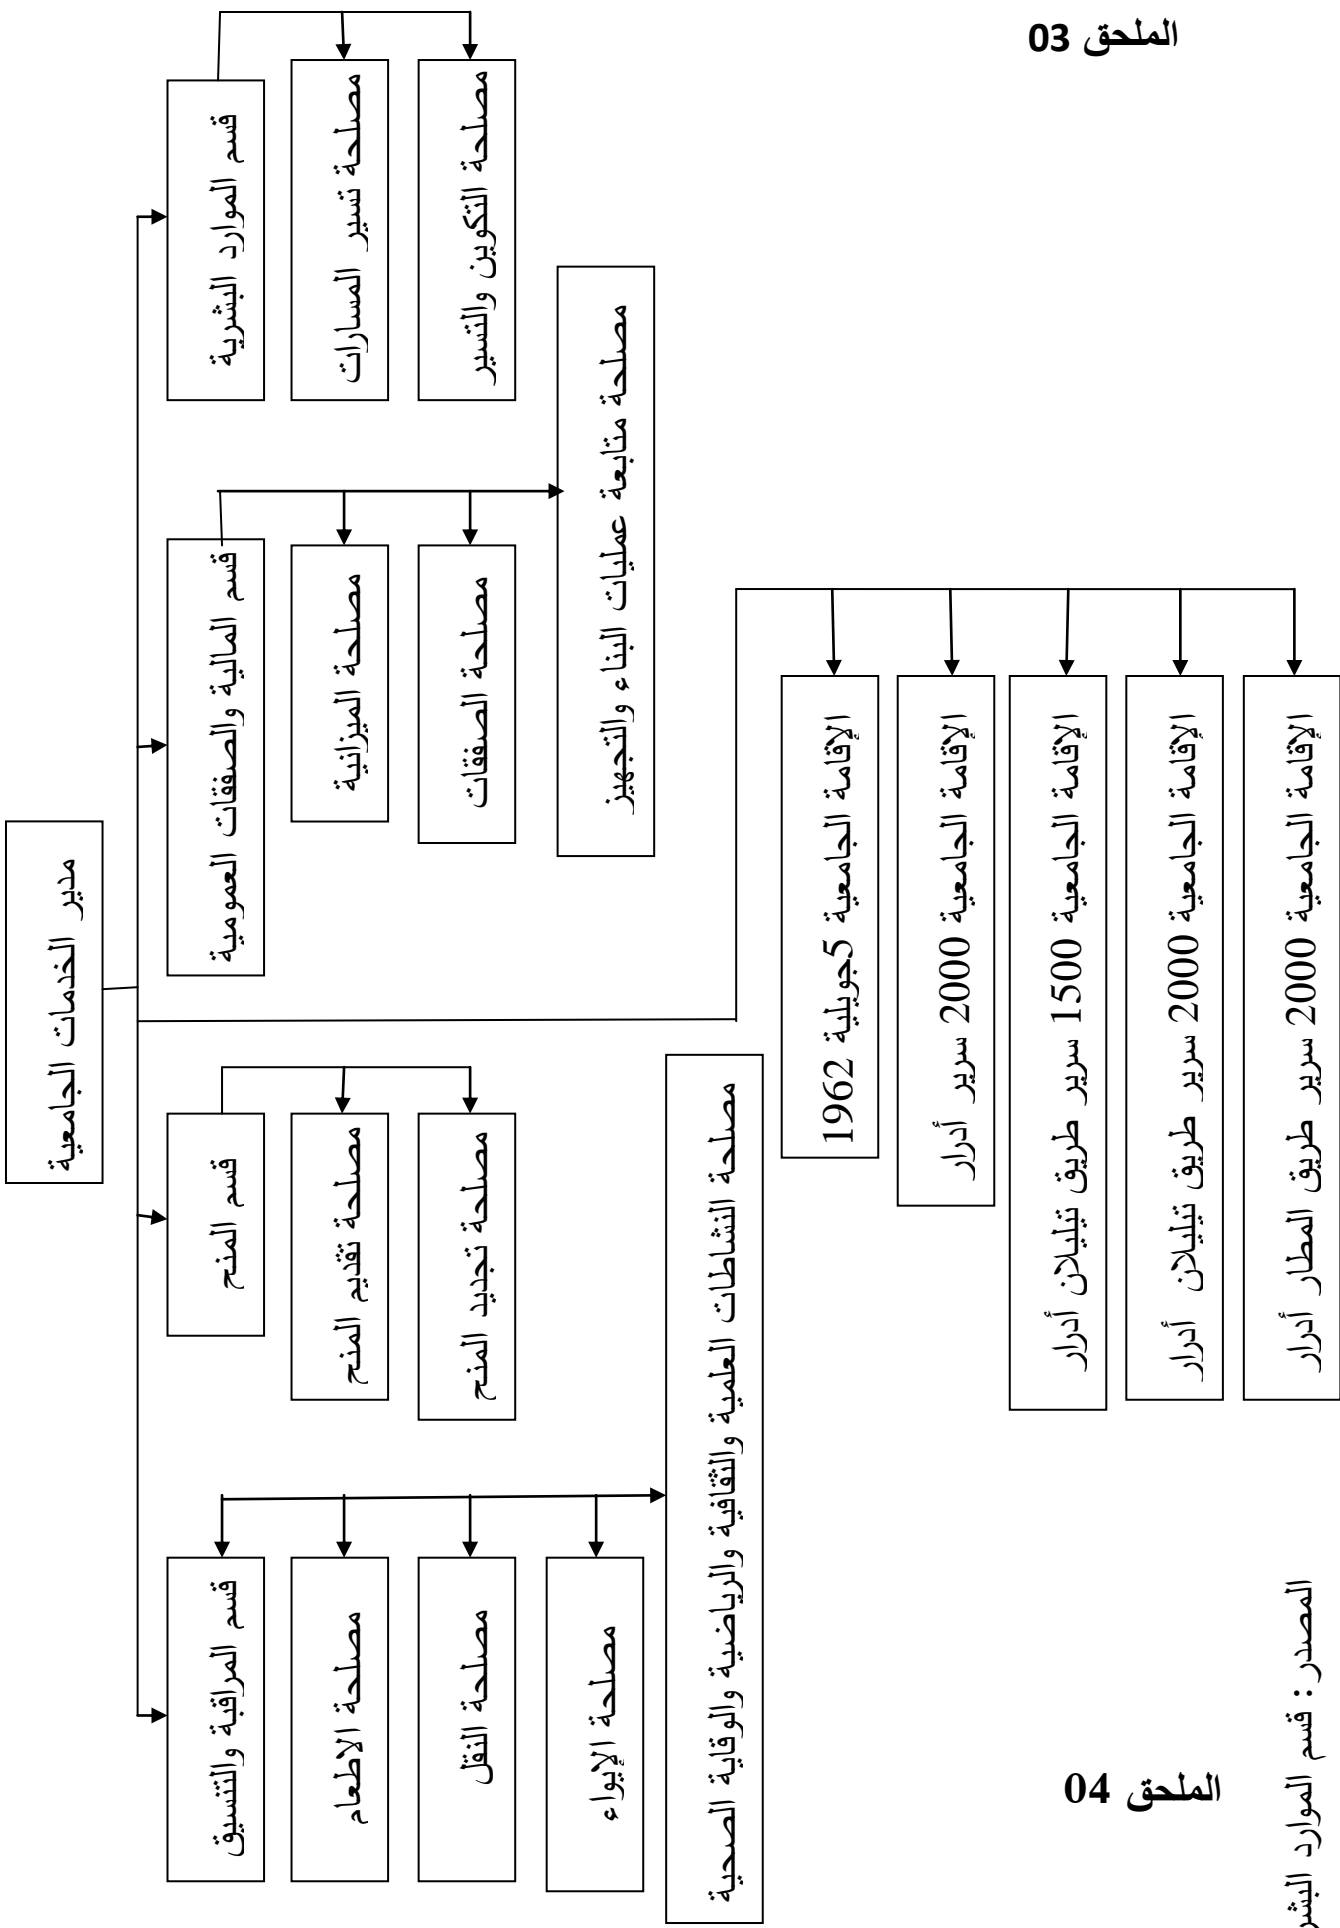 الملحق 03
مدير الخدمات الجامعية
قسم الموارد البشرية
مصلحة تسير المسارات
مصلحة التكوين والتسير
قسم المالية والصفقات العمومية
مصلحة الميزانية
مصلحة الصفقات
مصلحة متابعة عمليات البناء والتجهيز
قسم المنح
مصلحة تقديم المنح
مصلحة تجديد المنح
قسم المراقبة والتنسيق
مصلحة الاطعام
مصلحة النقل
مصلحة الإيواء
مصلحة النشاطات العلمية والثقافية والرياضية والوقاية الصحية
الإقامة الجامعية 5جويلية 1962
الإقامة الجامعية 2000 سرير أدرار
الإقامة الجامعية 1500 سرير طريق تيليلان أدرار
الإقامة الجامعية 2000 سرير طريق تيليلان أدرار
الإقامة الجامعية 2000 سرير طريق المطار أدرار
المصدر : قسم الموارد
الملحق 04